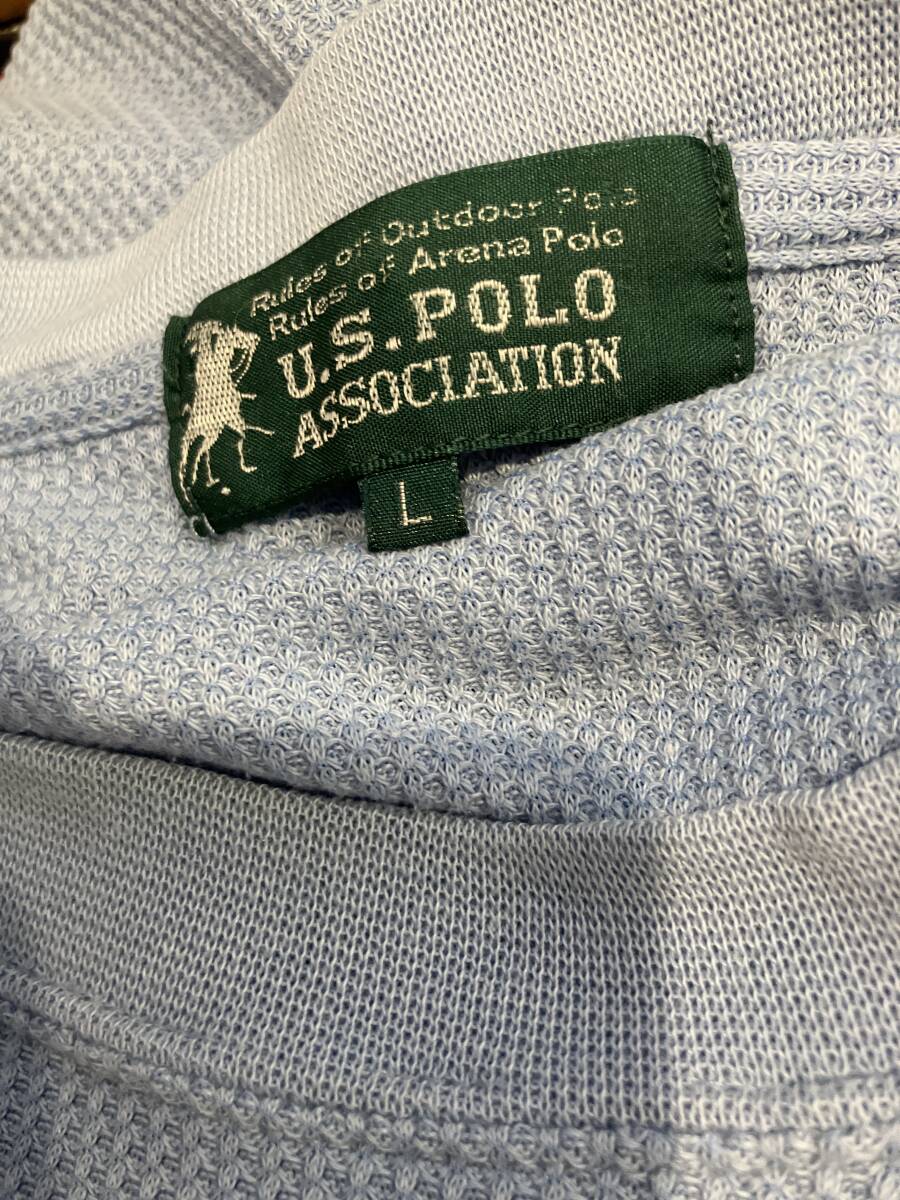 Rules of Outdoor Polo
Rules of Arena Polo
U.S. POLO
ASSOCIATION
L